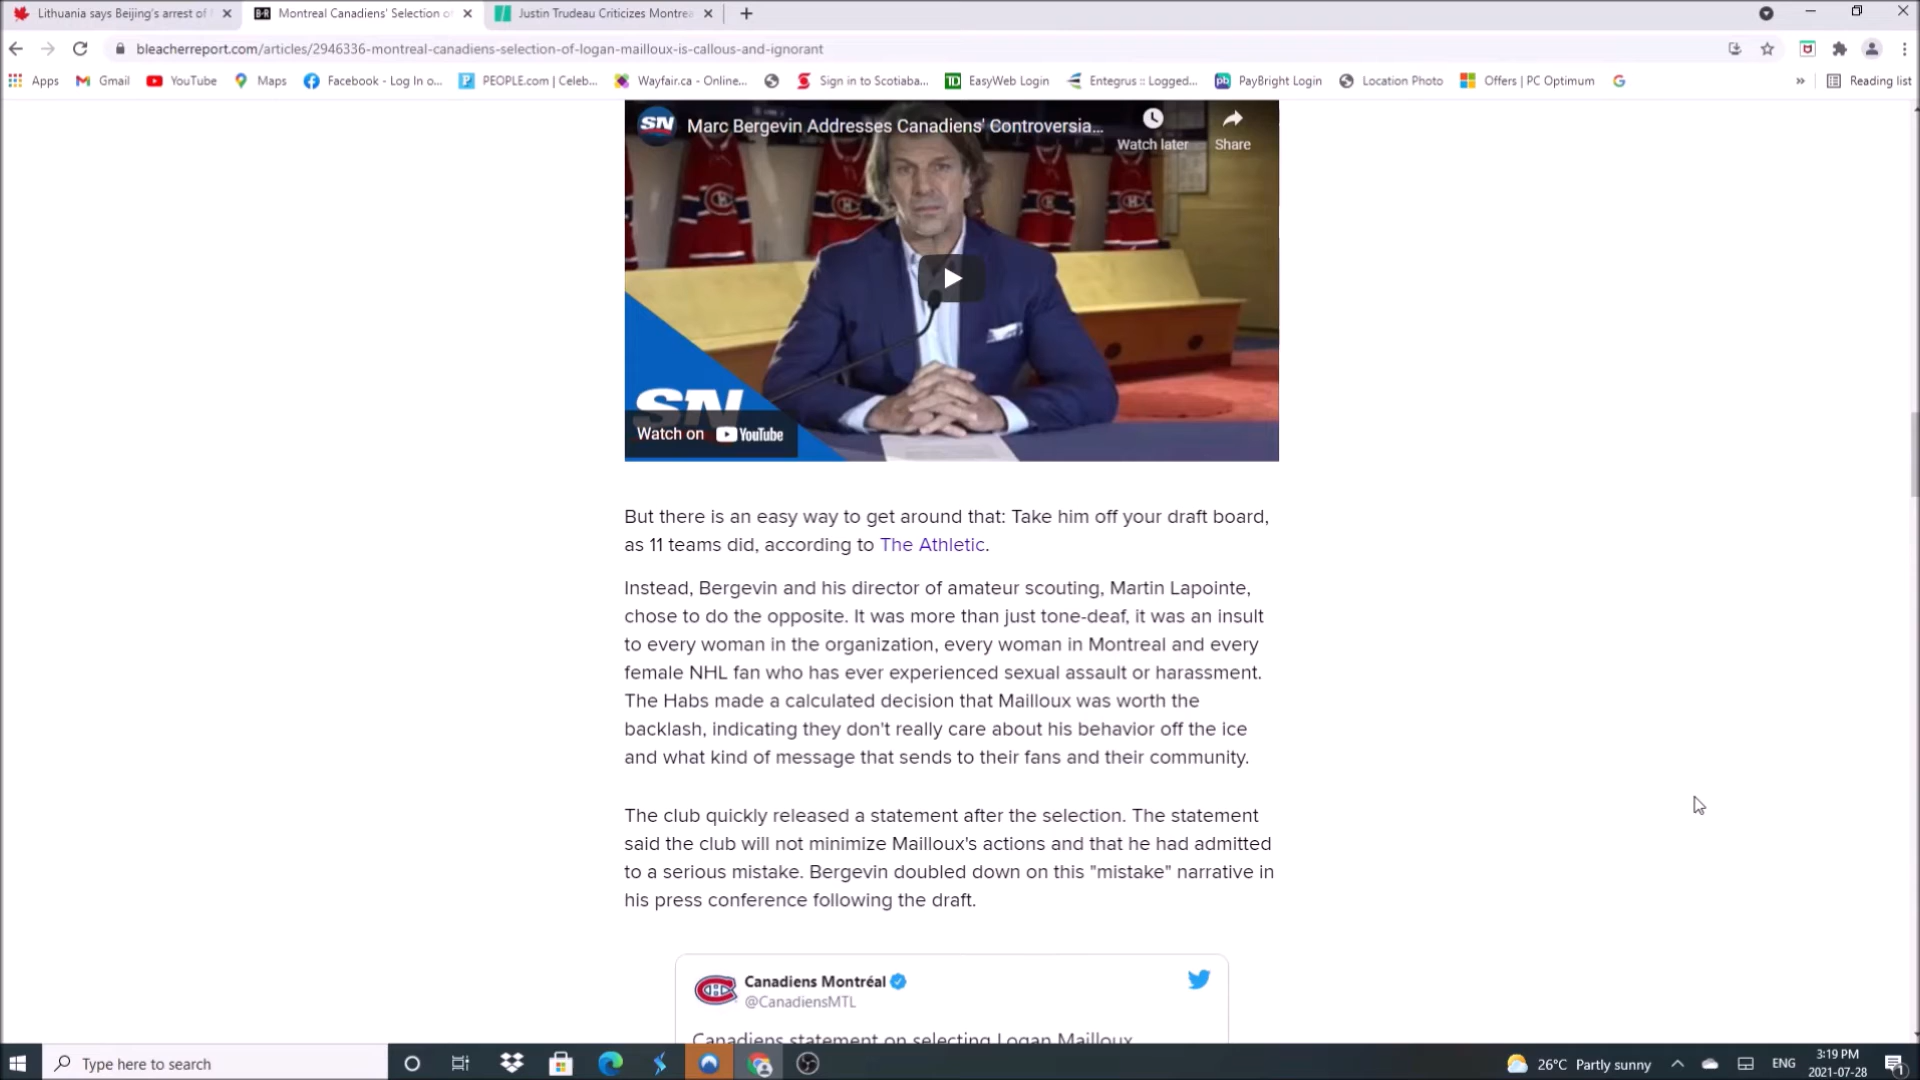 Lithuania says Beijing's arrest of
Montreal Canadiens' Selection o
Justin Trudeau Criticizes Montre
bleacherreport.com/articles/2946336-montreal-canadiens-selection-of-logan-mailloux-is-callous-and-ignorant
Apps
Gmail
YouTube
Maps
Facebook - Log In o...
PEOPLE.com | Celeb...
Wayfair.ca - Online...
Sign in to Scotiaba...
EasyWeb Login
Entegrus :: Logged...
PayBright Login
Location Photo
Offers | PC Optimum
»
Reading list
SN
Marc Bergevin Addresses Canadiens' Controversia...
Watch later
Share
SN
Watch on YouTube
But there is an easy way to get around that: Take him off your draft board,
as 11 teams did, according to The Athletic.
Instead, Bergevin and his director of amateur scouting, Martin Lapointe,
chose to do the opposite. It was more than just tone-deaf, it was an insult
to every woman in the organization, every woman in Montreal and every
female NHL fan who has ever experienced sexual assault or harassment.
The Habs made a calculated decision that Mailloux was worth the
backlash, indicating they don't really care about his behavior off the ice
and what kind of message that sends to their fans and their community.
The club quickly released a statement after the selection. The statement
said the club will not minimize Mailloux's actions and that he had admitted
to a serious mistake. Bergevin doubled down on this "mistake" narrative in
his press conference following the draft.
Canadiens Montréal
@CanadiensMTL
Canadiens statement on selecting Logan Mailloux
Type here to search
26°C Partly sunny
ENG
3:19 PM
2021-07-28
1